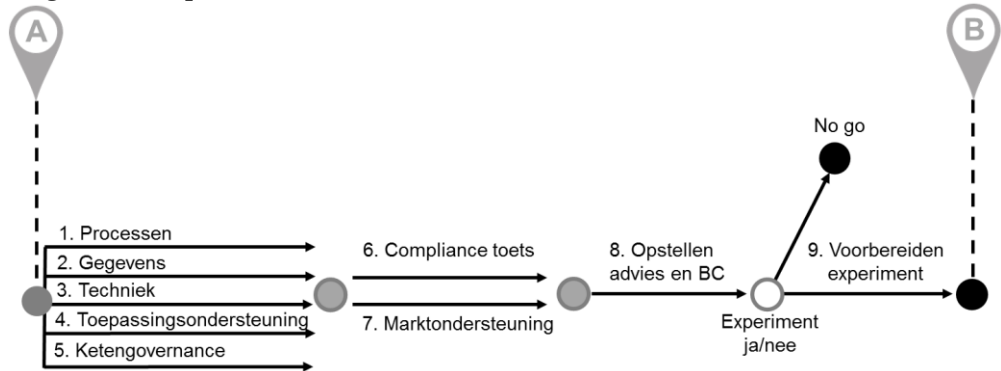 A
B
No go
1. Processen
2. Gegevens
3. Techniek
4. Toepassingsondersteuning
5. Ketengovernance
6. Compliance toets
7. Marktondersteuning
8. Opstellen
advies en BC
9. Voorbereiden
experiment
Experiment
ja/nee